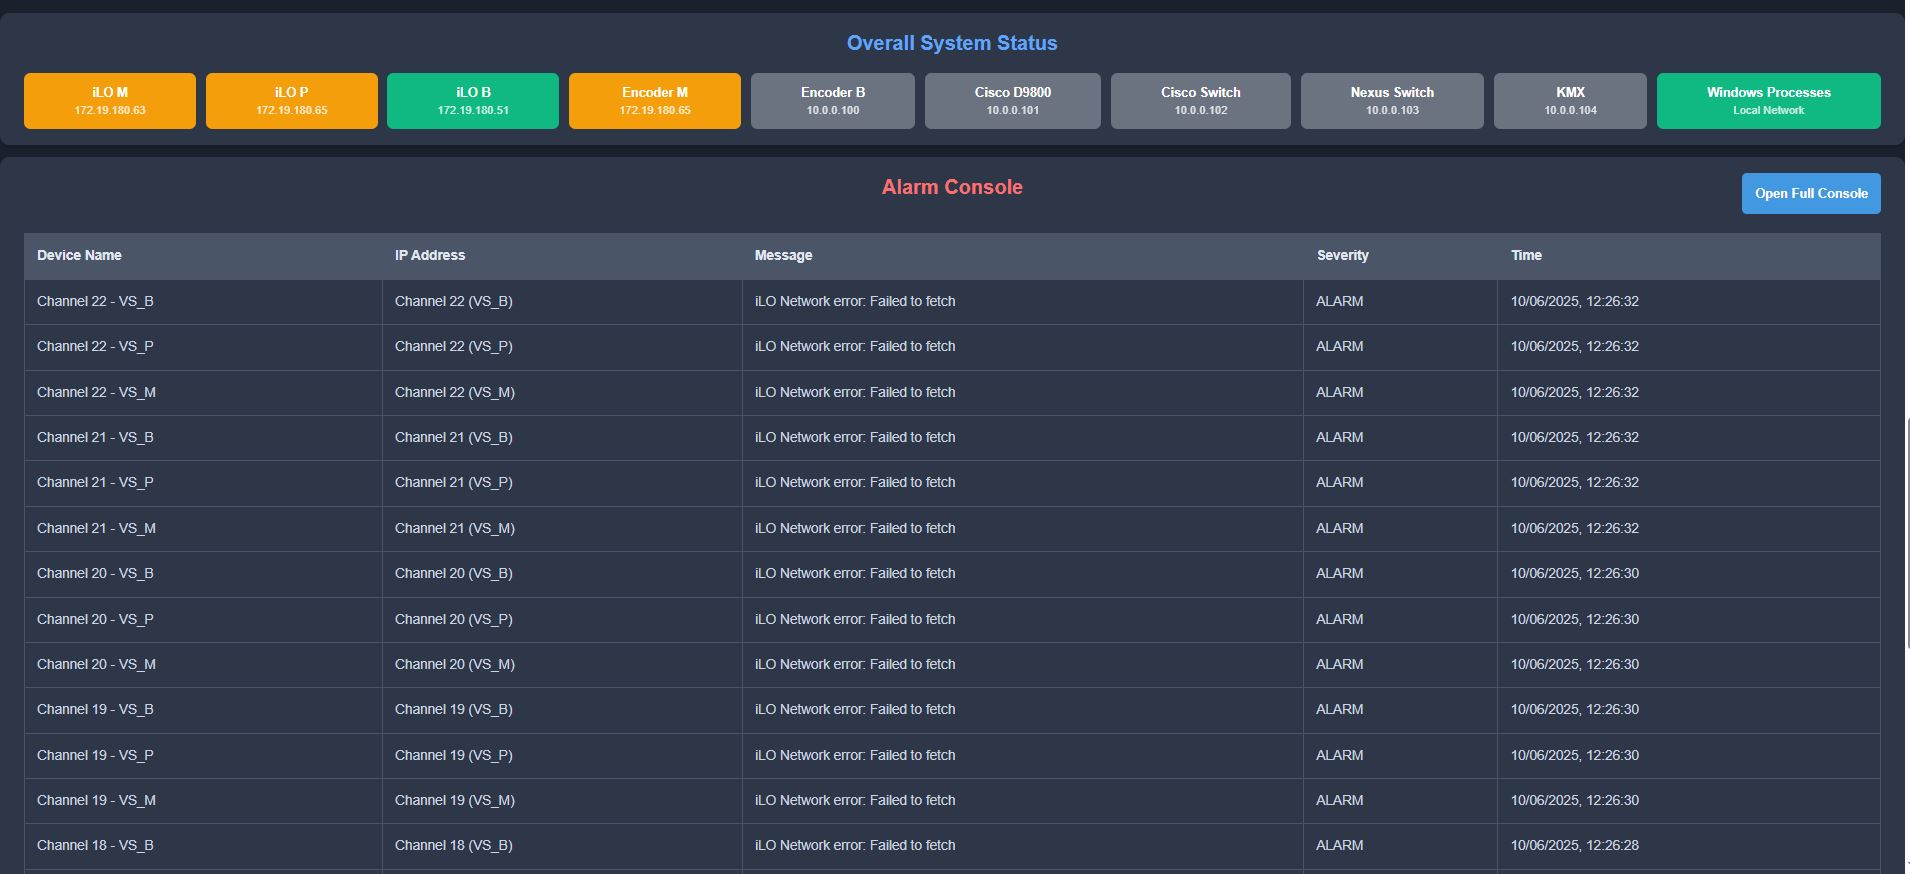 Overall System Status
iLO M
172.19.180.63
iLO P
172.19.180.65
iLO B
172.19.180.51
Encoder M
172.19.180.65
Encoder B
10.0.0.100
Cisco D9800
10.0.0.101
Cisco Switch
10.0.0.102
Nexus Switch
10.0.0.103
KMX
10.0.0.104
Windows Processes
Local Network
Alarm Console
Open Full Console
Device Name IP Address Message Severity Time
Channel 22 - VS_B Channel 22 (VS_B) iLO Network error: Failed to fetch ALARM 10/06/2025, 12:26:32
Channel 22 - VS_P Channel 22 (VS_P) iLO Network error: Failed to fetch ALARM 10/06/2025, 12:26:32
Channel 22 - VS_M Channel 22 (VS_M) iLO Network error: Failed to fetch ALARM 10/06/2025, 12:26:32
Channel 21 - VS_B Channel 21 (VS_B) iLO Network error: Failed to fetch ALARM 10/06/2025, 12:26:32
Channel 21 - VS_P Channel 21 (VS_P) iLO Network error: Failed to fetch ALARM 10/06/2025, 12:26:32
Channel 21 - VS_M Channel 21 (VS_M) iLO Network error: Failed to fetch ALARM 10/06/2025, 12:26:32
Channel 20 - VS_B Channel 20 (VS_B) iLO Network error: Failed to fetch ALARM 10/06/2025, 12:26:30
Channel 20 - VS_P Channel 20 (VS_P) iLO Network error: Failed to fetch ALARM 10/06/2025, 12:26:30
Channel 20 - VS_M Channel 20 (VS_M) iLO Network error: Failed to fetch ALARM 10/06/2025, 12:26:30
Channel 19 - VS_B Channel 19 (VS_B) iLO Network error: Failed to fetch ALARM 10/06/2025, 12:26:30
Channel 19 - VS_P Channel 19 (VS_P) iLO Network error: Failed to fetch ALARM 10/06/2025, 12:26:30
Channel 19 - VS_M Channel 19 (VS_M) iLO Network error: Failed to fetch ALARM 10/06/2025, 12:26:30
Channel 18 - VS_B Channel 18 (VS_B) iLO Network error: Failed to fetch ALARM 10/06/2025, 12:26:28